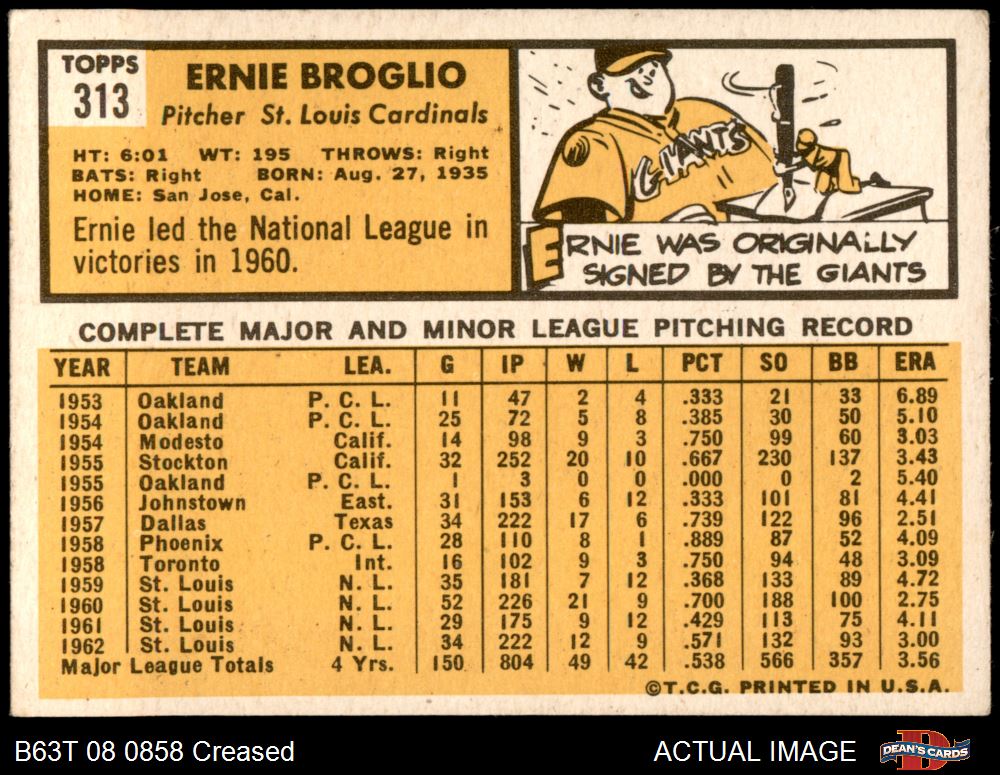 TOPPS
313
ERNIE BROGLIO
Pitcher St. Louis Cardinals
HT: 6:01 WT: 195 THROWS: Right
BATS: Right BORN: Aug. 27, 1935
HOME: San Jose, Cal.
Ernie led the National League in
victories in 1960.
GIANTS
ERNIE WAS ORIGINALLY
SIGNED BY THE GIANTS
COMPLETE MAJOR AND MINOR LEAGUE PITCHING RECORD
YEAR TEAM LEA. G IP W L PCT SO BB ERA
1953 Oakland P. C. L. 11 47 2 4 .333 21 33 6.89
1954 Oakland P. C. L. 25 72 5 8 .385 30 50 5.10
1954 Modesto Calif. 14 98 9 3 .750 99 60 3.03
1955 Stockton Calif. 32 252 20 10 .667 230 137 3.43
1955 Oakland P. C. L. 1 3 0 0 .000 0 2 5.40
1956 Johnstown East. 31 153 6 12 .333 101 81 4.41
1957 Dallas Texas 34 222 17 6 .739 122 96 2.51
1958 Phoenix P. C. L. 28 110 8 1 .889 87 52 4.09
1958 Toronto Int. 16 102 9 3 .750 94 48 3.09
1959 St. Louis N. L. 35 181 7 12 .368 133 89 4.72
1960 St. Louis N. L. 52 226 21 9 .700 188 100 2.75
1961 St. Louis N. L. 29 175 9 12 .429 113 75 4.11
1962 St. Louis N. L. 34 222 12 9 .571 132 93 3.00
Major League Totals 4 Yrs. 150 804 49 42 .538 566 357 3.56
©T.C.G. PRINTED IN U.S.A.
B63T 08 0858 Creased
ACTUAL IMAGE
DEAN'S CARDS